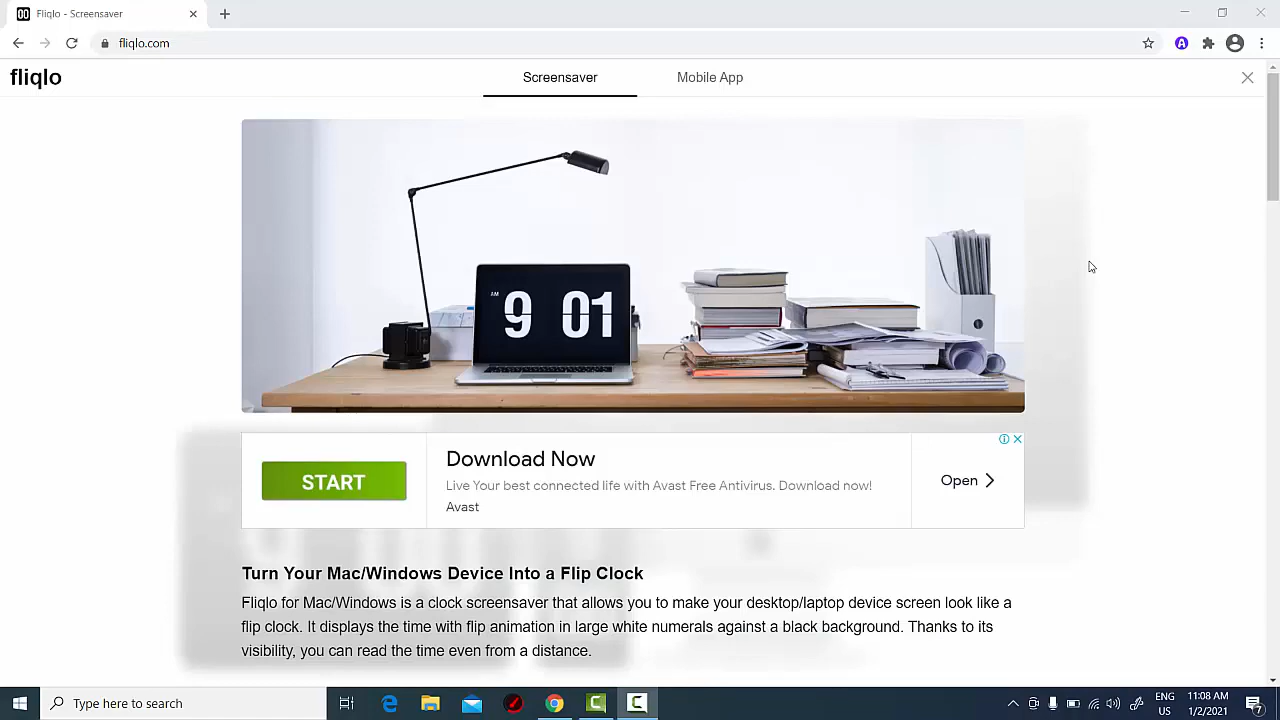 Fliqlo - Screensaver
fliqlo.com
fliqlo
Screensaver
Mobile App
AM
9 01
START
Download Now
Live Your best connected life with Avast Free Antivirus. Download now!
Avast
Open
Turn Your Mac/Windows Device Into a Flip Clock
Fliqlo for Mac/Windows is a clock screensaver that allows you to make your desktop/laptop device screen look like a
flip clock. It displays the time with flip animation in large white numerals against a black background. Thanks to its
visibility, you can read the time even from a distance.
Type here to search
ENG
US
11:08 AM
1/2/2021
7